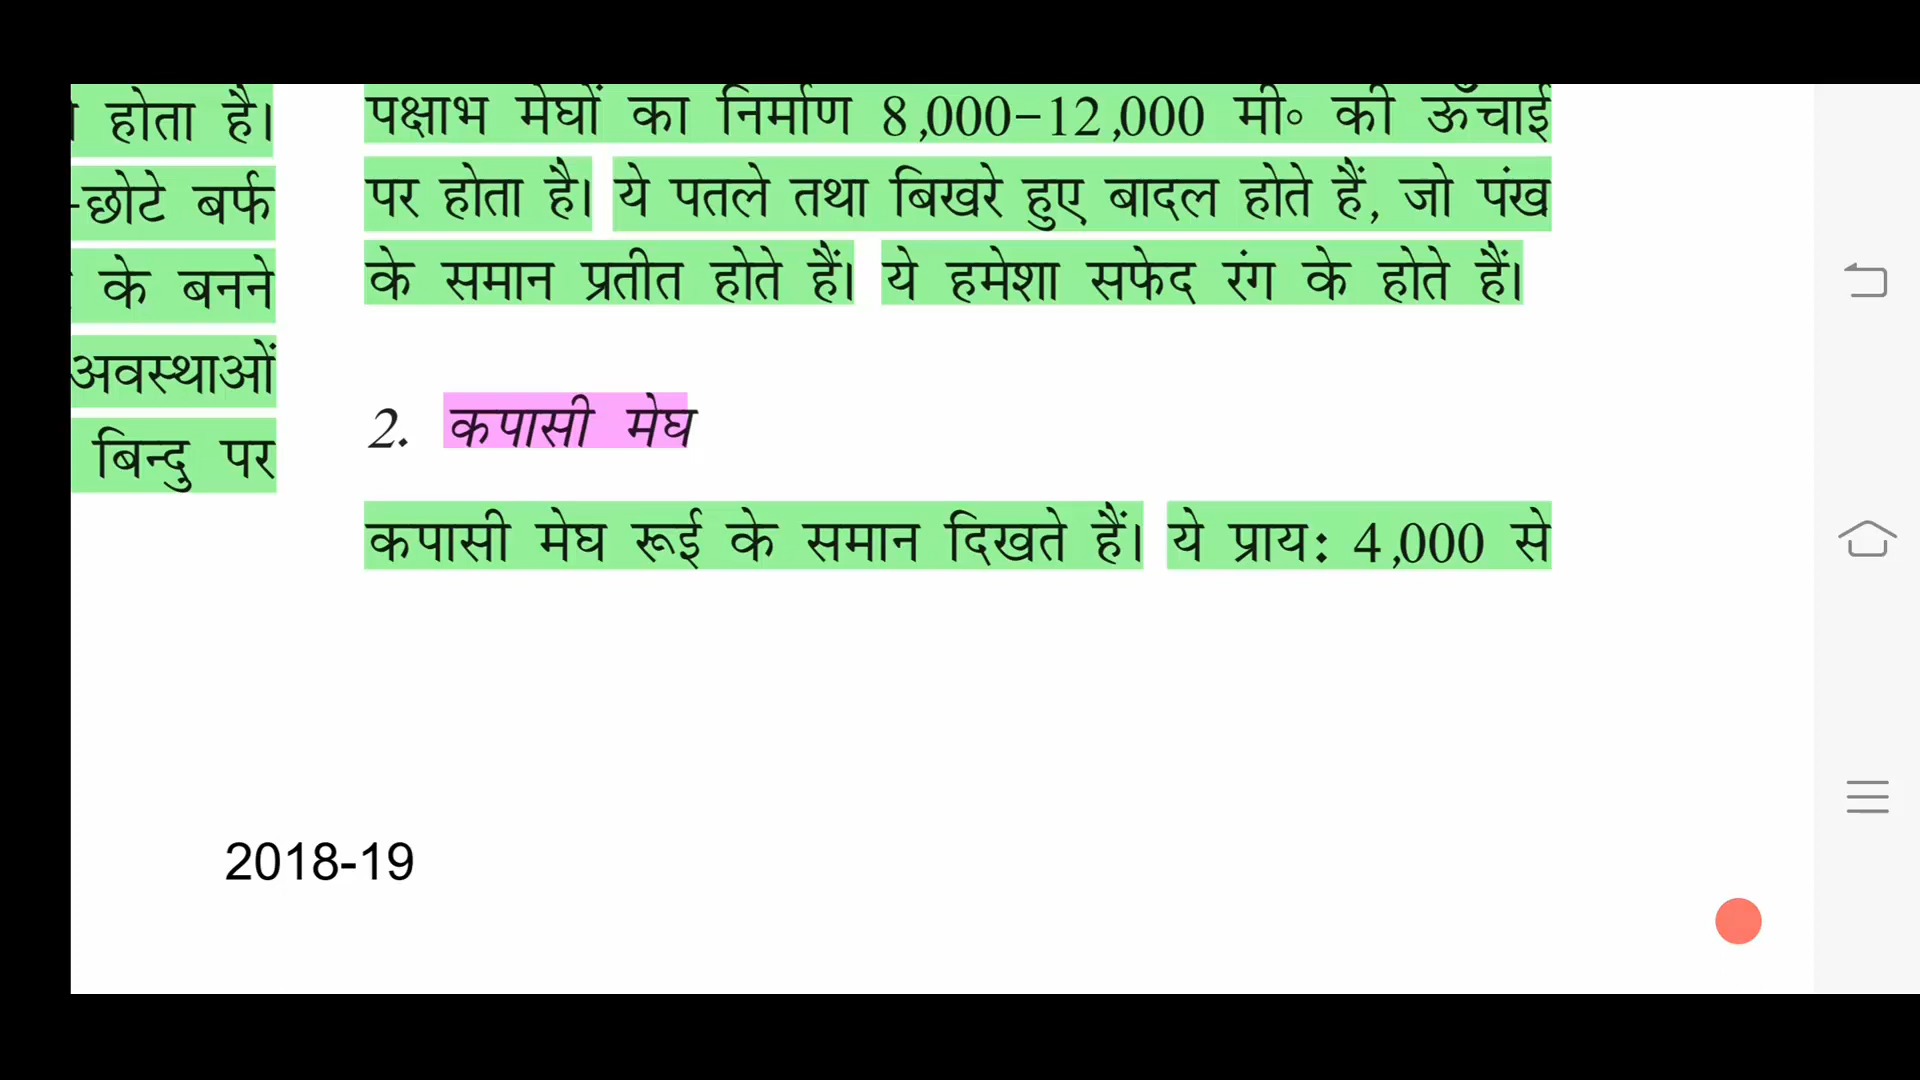 होता है।
-छोटे बर्फ
के बनने
अवस्थाओं
बिन्दु पर
पक्षाभ मेघों का निर्माण 8,000-12,000 मी॰ की ऊँचाई
पर होता है। ये पतले तथा बिखरे हुए बादल होते हैं, जो पंख
के समान प्रतीत होते हैं। ये हमेशा सफेद रंग के होते हैं।
2. कपासी मेघ
कपासी मेघ रूई के समान दिखते हैं। ये प्राय: 4,000 से
2018-19